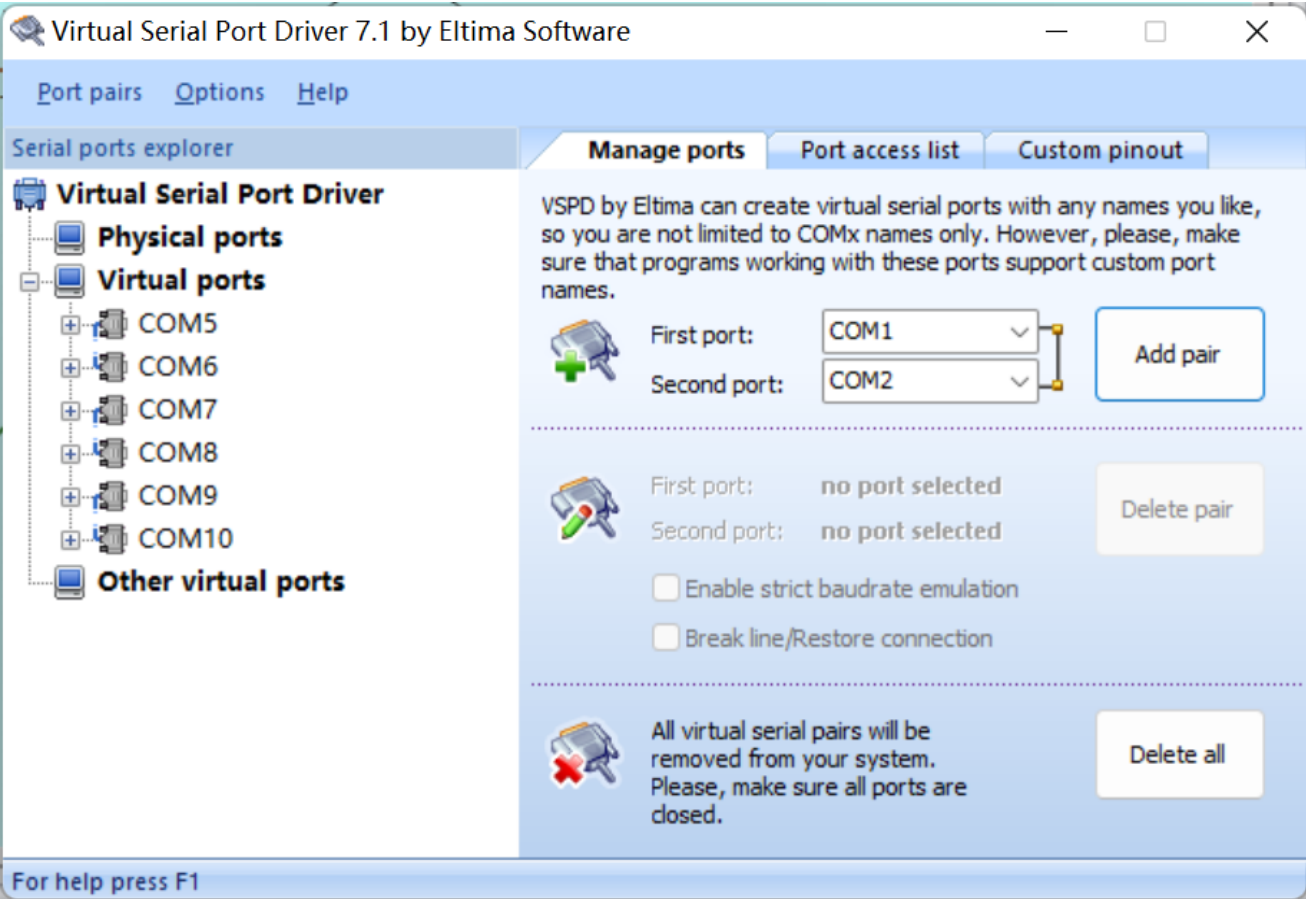 Virtual Serial Port Driver 7.1 by Eltima Software
Port pairs Options Help
Serial ports explorer
Virtual Serial Port Driver
Physical ports
Virtual ports
COM5
COM6
COM7
COM8
COM9
COM10
Other virtual ports
Manage ports Port access list Custom pinout
VSPD by Eltima can create virtual serial ports with any names you like,
so you are not limited to COMx names only. However, please, make
sure that programs working with these ports support custom port
names.
First port: COM1
Second port: COM2
Add pair
First port: no port selected
Second port: no port selected
Delete pair
Enable strict baudrate emulation
Break line/Restore connection
All virtual serial pairs will be
removed from your system.
Please, make sure all ports are
closed.
Delete all
For help press F1